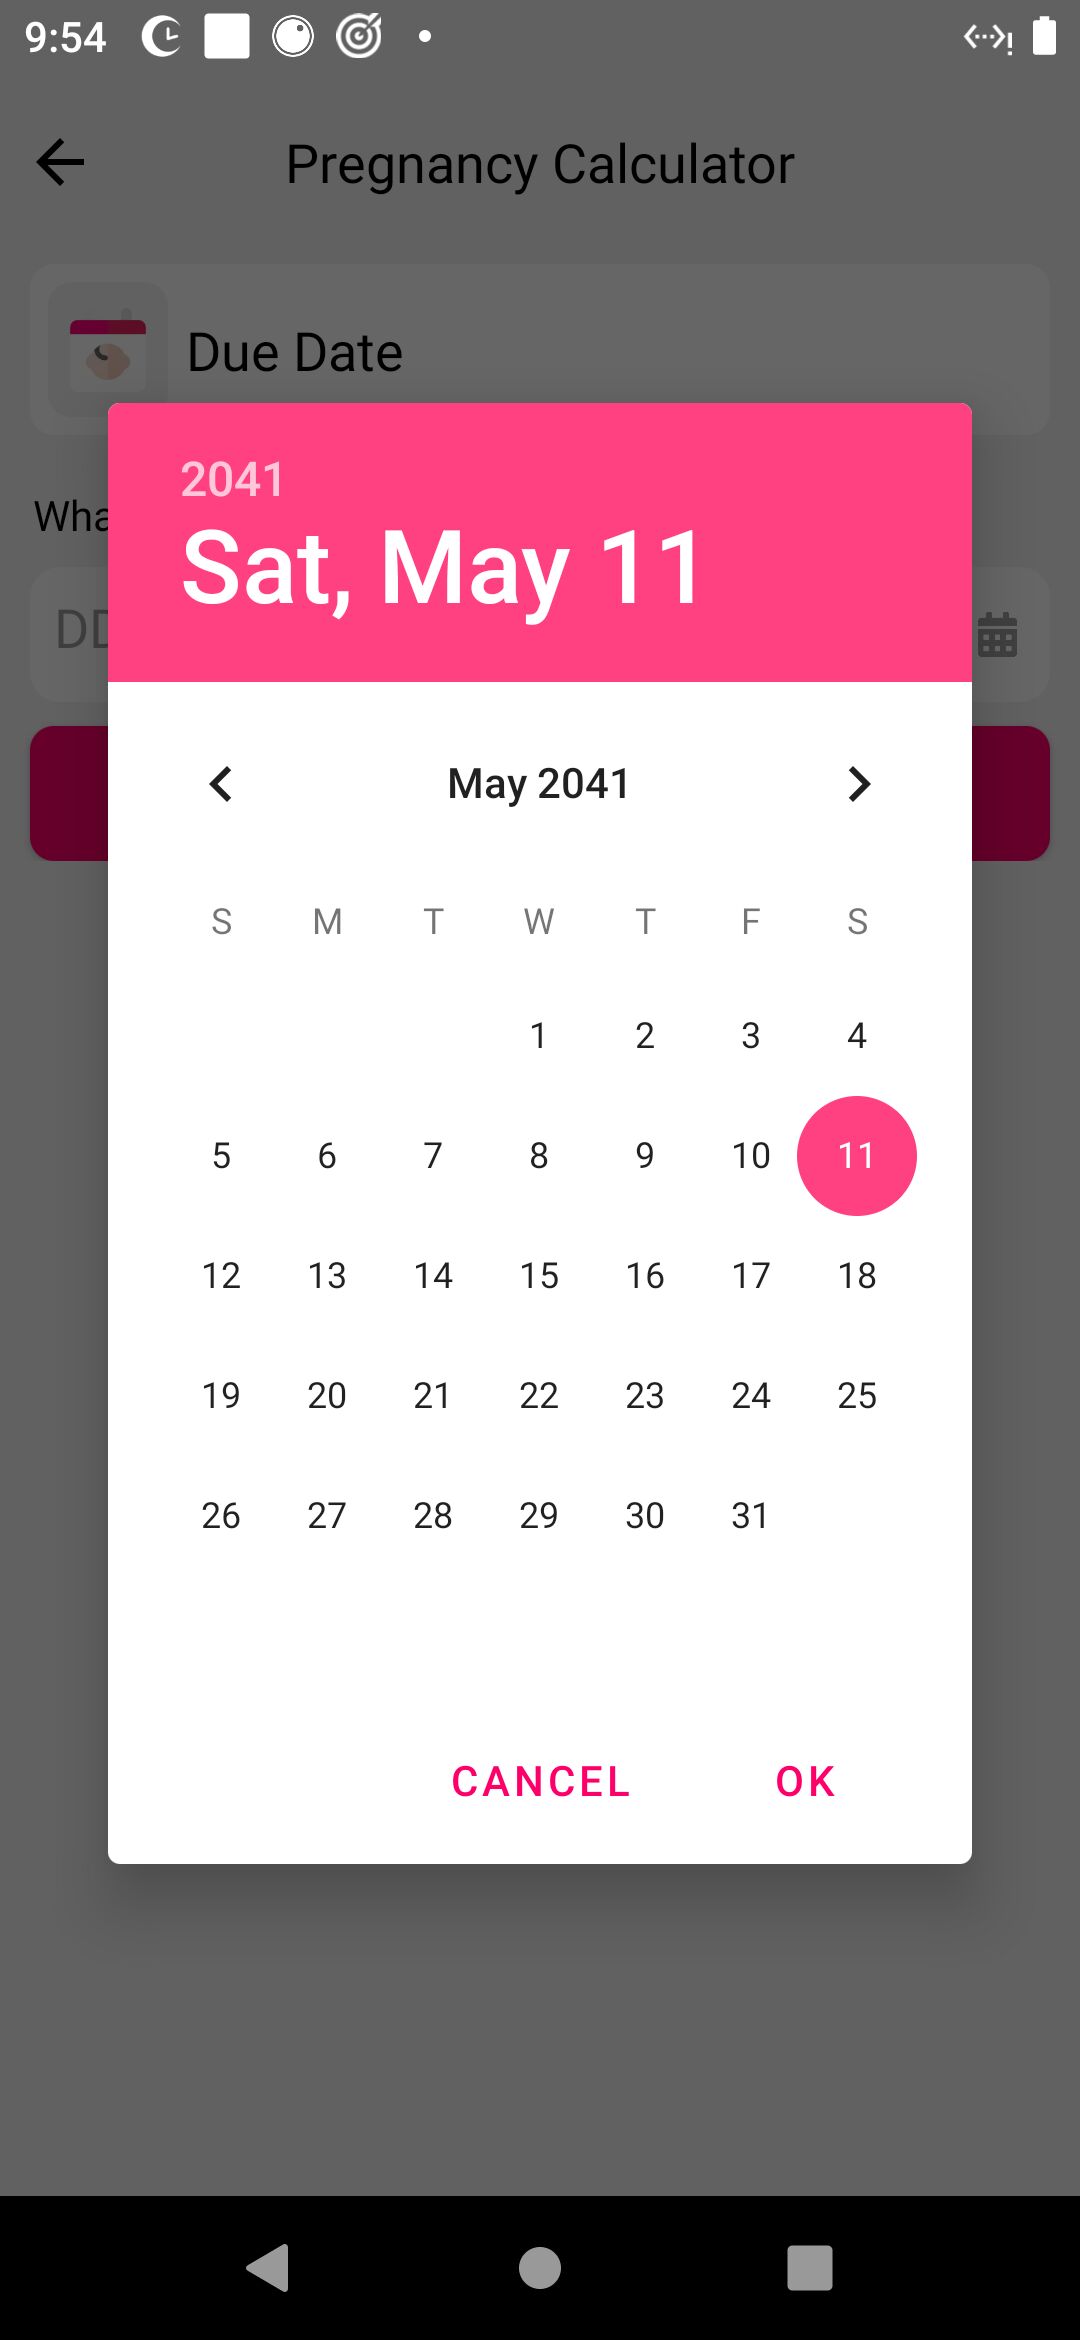 9:54
Pregnancy Calculator
Due Date
Wha
DD
2041
Sat, May 11
May 2041
S M T W T F S
1 2 3 4
5 6 7 8 9 10 11
12 13 14 15 16 17 18
19 20 21 22 23 24 25
26 27 28 29 30 31
CANCEL OK